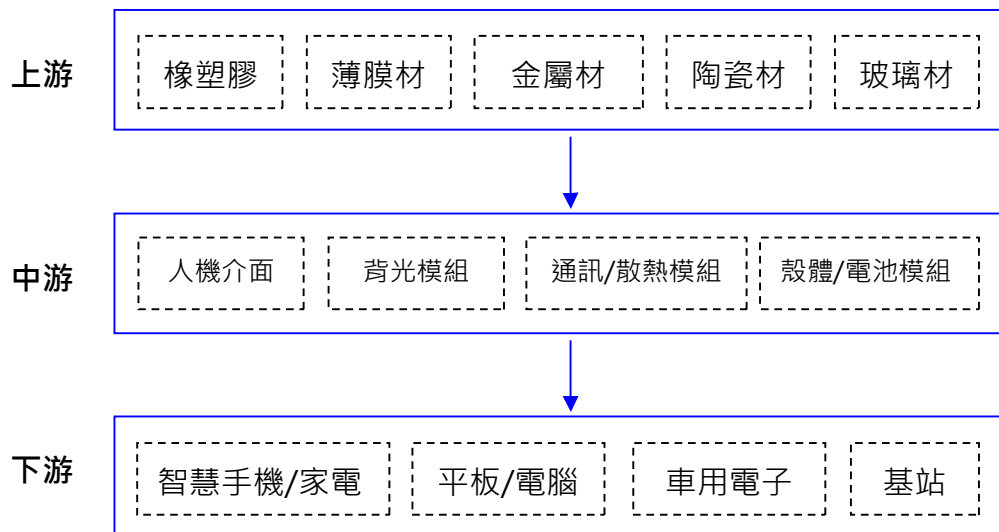 上游
橡塑膠 薄膜材 金屬材 陶瓷材 玻璃材
中游
人機介面 背光模組 通訊/散熱模組 殼體/電池模組
下游
智慧手機/家電 平板/電腦 車用電子 基站